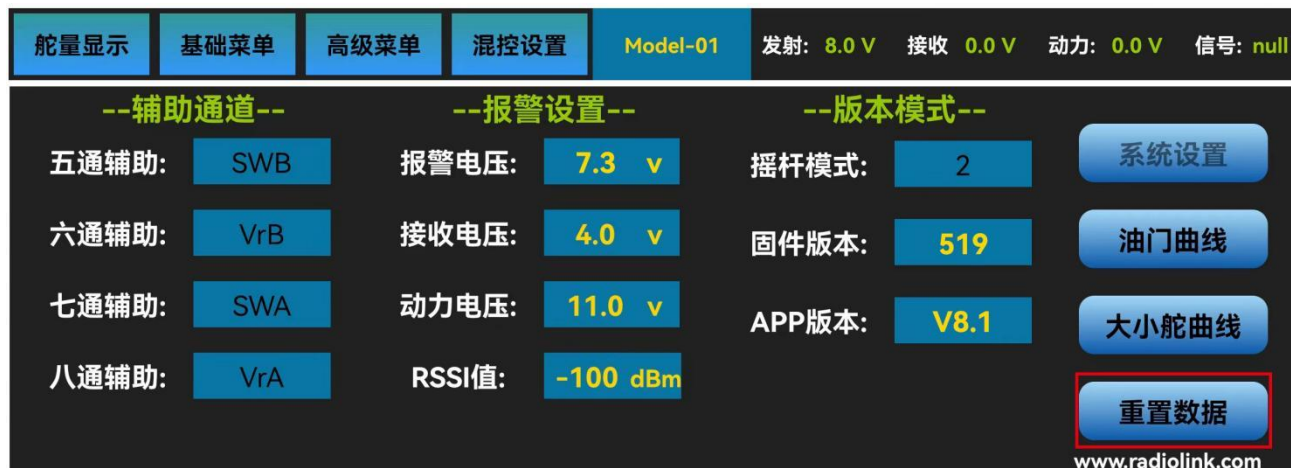 舵量显示 基础菜单 高级菜单 混控设置 Model-01 发射: 8.0 V 接收 0.0 V 动力: 0.0 V 信号: null
--辅助通道-- --报警设置-- --版本模式--
五通辅助: SWB 报警电压: 7.3 v 摇杆模式: 2 系统设置
六通辅助: VrB 接收电压: 4.0 v 固件版本: 519 油门曲线
七通辅助: SWA 动力电压: 11.0 v APP版本: V8.1 大小舵曲线
八通辅助: VrA RSSI值: -100 dBm 重置数据
www.radiolink.com